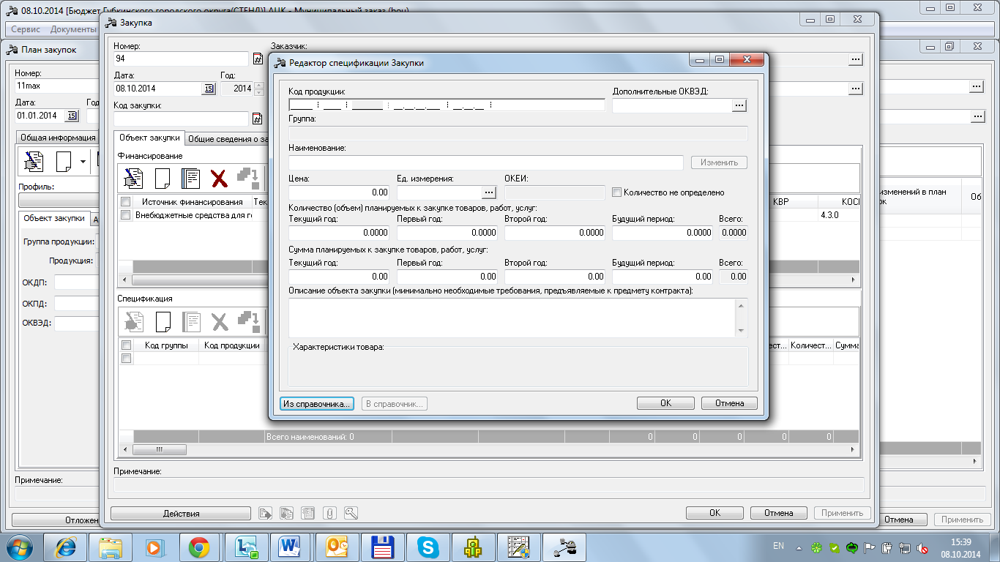 08.10.2014 [Бюджет Губкинского городского округа(СТЕНД)] АЦК - Муниципальный заказ (bou)
Сервис Документы
План закупок
Номер:
11max
Дата:
01.01.2014 15
Общая информация
Профиль:
Объект закупки
Группа продукции:
Продукция:
ОКДП:
ОКПД:
ОКВЭД:
Примечание:
Закупка
Номер:
94
Заказчик:
Дата: Год:
08.10.2014 15 2014
Код закупки:
Объект закупки Общие сведения о за
Финансирование
Источник финансирования Тек
КВР КОСГ
Внебюджетные средства для го
4.3.0
Спецификация
Код группы Код продукции
ест... Количест... Сумма
Всего наименований: 0 0 0 0 0 0
Примечание:
Действия OK Отмена Применить
изменений в план
ок Об
Отмена Применить
Редактор спецификации Закупки
Код продукции: Дополнительные ОКВЭД:
Группа:
Наименование:
Изменить
Цена: Ед. измерения: ОКЕИ:
0.00 Количество не определено
Количество (объем) планируемых к закупке товаров, работ, услуг:
Текущий год: Первый год: Второй год: Будущий период: Всего:
0.0000 0.0000 0.0000 0.0000 0.0000
Сумма планируемых к закупке товаров, работ, услуг:
Текущий год: Первый год: Второй год: Будущий период: Всего:
0.00 0.00 0.00 0.00 0.00
Описание объекта закупки (минимально необходимые требования, предъявляемые к предмету контракта):
Характеристики товара:
Из справочника... В справочник... OK Отмена
EN 15:39
08.10.2014